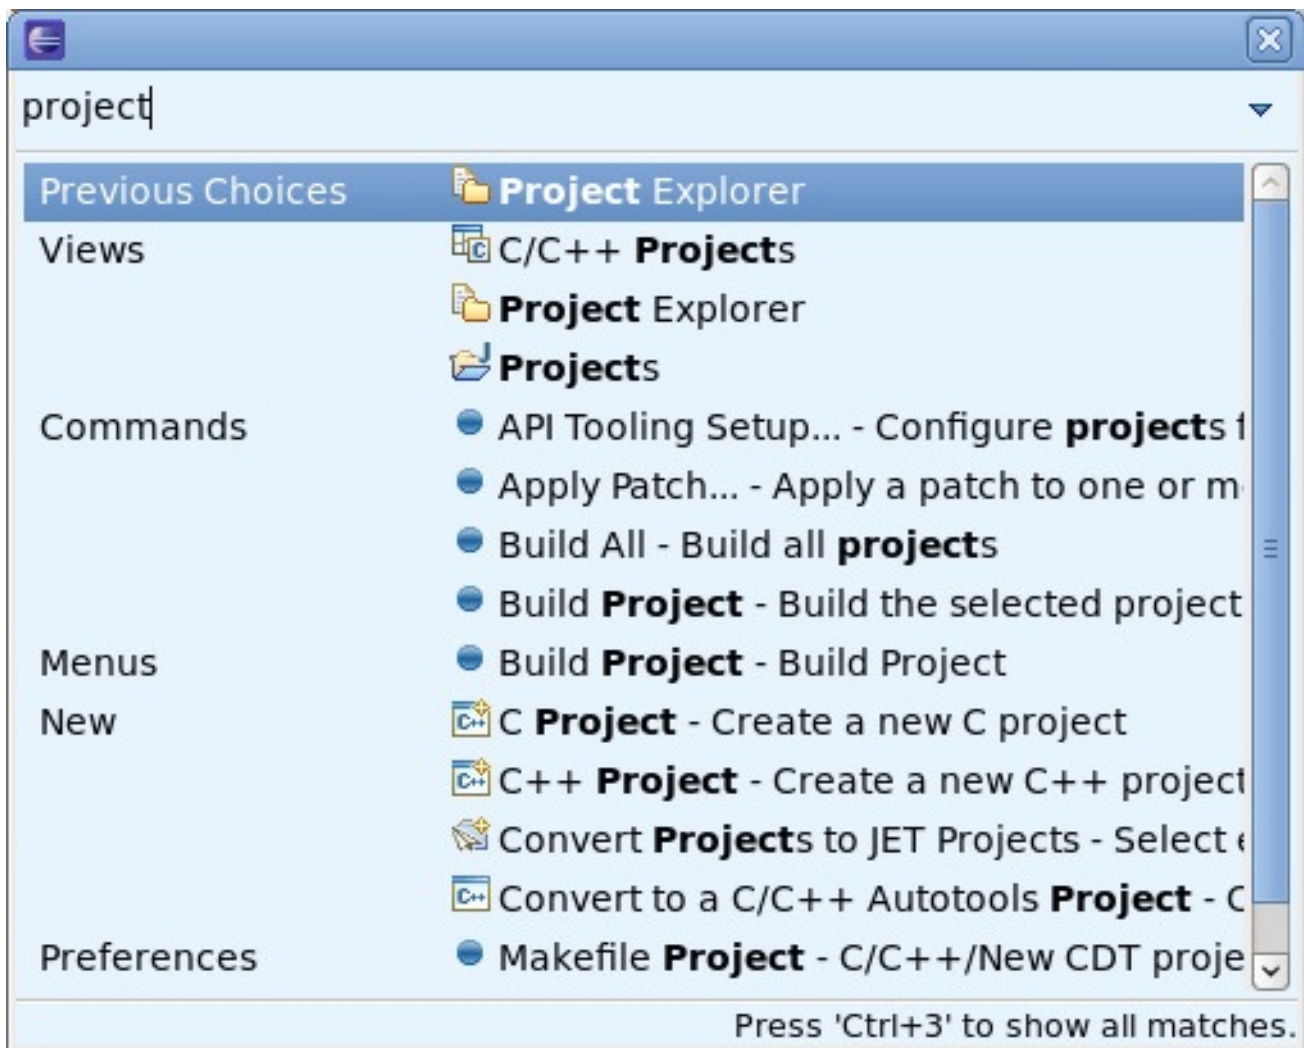 project
Previous Choices Project Explorer
Views C/C++ Projects
Project Explorer
Projects
Commands API Tooling Setup... - Configure projects
Apply Patch... - Apply a patch to one or
Build All - Build all projects
Build Project - Build the selected project
Menus Build Project - Build Project
New C Project - Create a new C project
C++ Project - Create a new C++ project
Convert Projects to JET Projects - Select
Convert to a C/C++ Autotools Project -
Preferences Makefile Project - C/C++/New CDT proje
Press 'Ctrl+3' to show all matches.